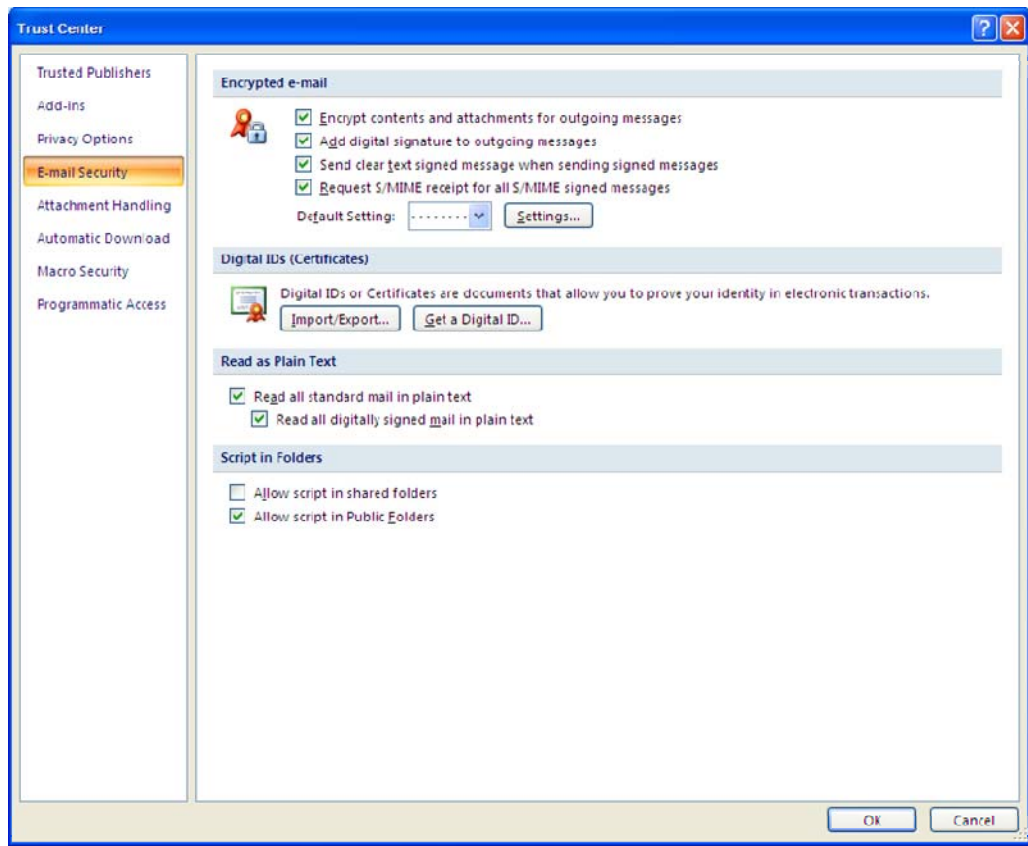 Trust Center
Trusted Publishers
Add-ins
Privacy Options
E-mail Security
Attachment Handling
Automatic Download
Macro Security
Programmatic Access
Encrypted e-mail
Encrypt contents and attachments for outgoing messages
Add digital signature to outgoing messages
Send clear text signed message when sending signed messages
Request S/MIME receipt for all S/MIME signed messages
Default Setting: Settings...
Digital IDs (Certificates)
Digital IDs or Certificates are documents that allow you to prove your identity in electronic transactions.
Import/Export... Get a Digital ID...
Read as Plain Text
Read all standard mail in plain text
Read all digitally signed mail in plain text
Script in Folders
Allow script in shared folders
Allow script in Public Folders
OK Cancel